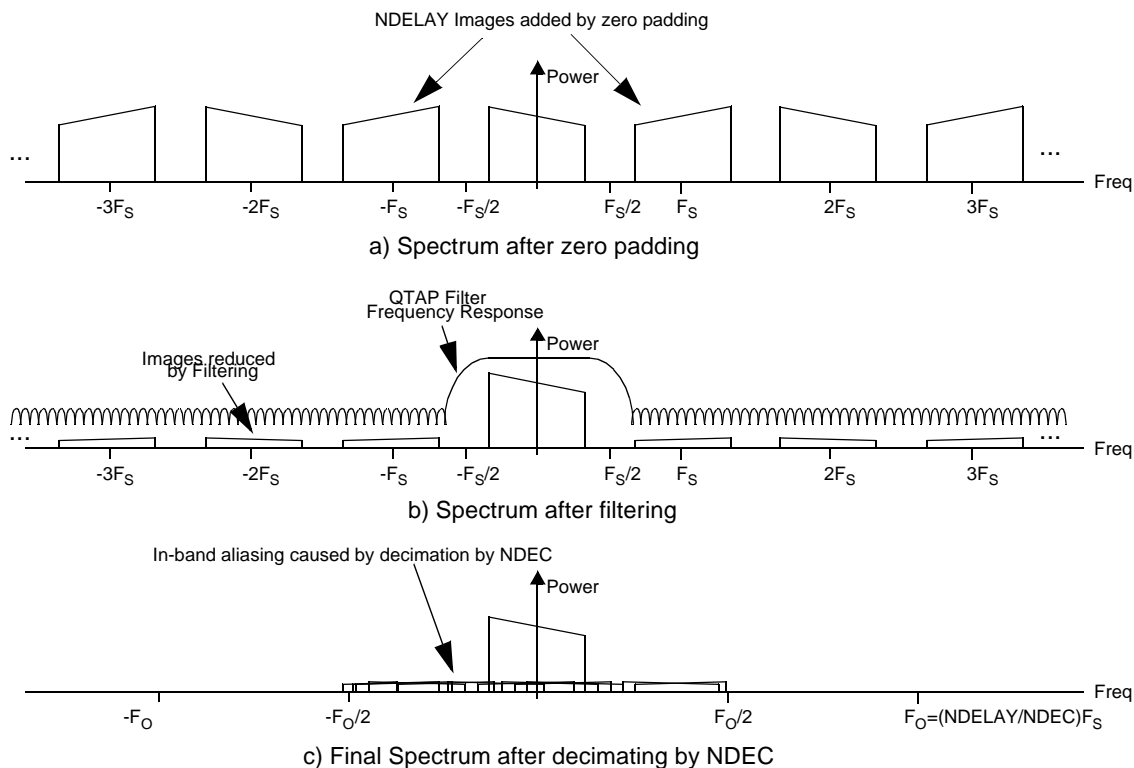 NDELAY Images added by zero padding
Power
...
...
Freq
-3FS
-2FS
-FS
-FS/2
FS/2
FS
2FS
3FS
a) Spectrum after zero padding
QTAP Filter
Frequency Response
Power
Images reduced
by Filtering
...
...
Freq
-3FS
-2FS
-FS
-FS/2
FS/2
FS
2FS
3FS
b) Spectrum after filtering
In-band aliasing caused by decimation by NDEC
Power
Freq
-FO
-FO/2
FO/2
FO=(NDELAY/NDEC)FS
c) Final Spectrum after decimating by NDEC